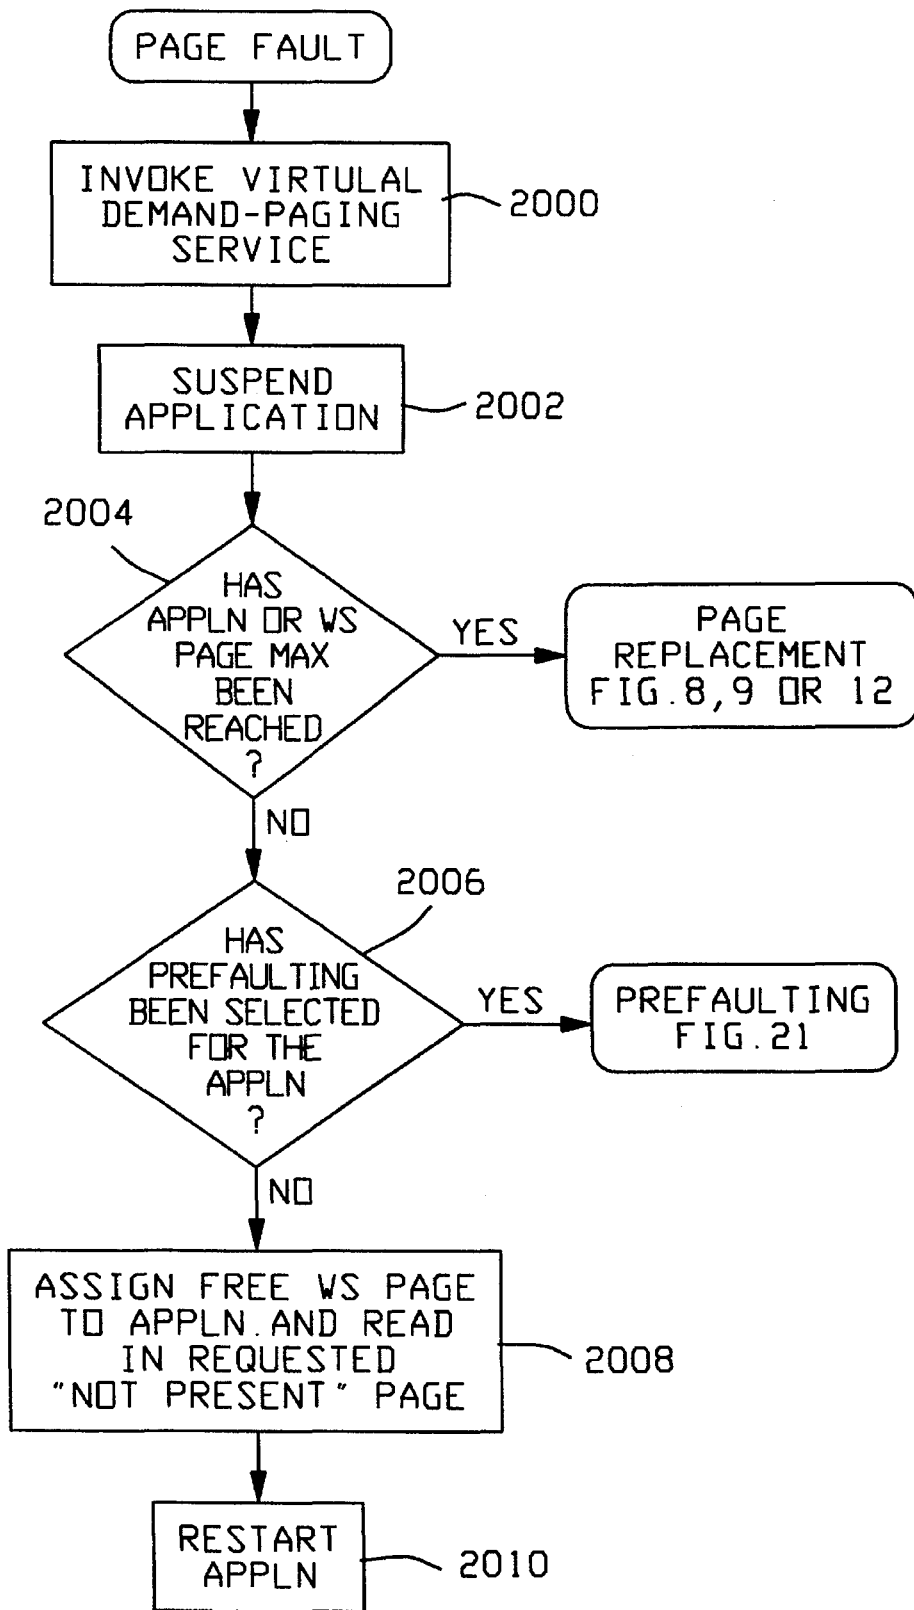 PAGE FAULT
INVOKE VIRTULAL
DEMAND-PAGING
SERVICE
2000
SUSPEND
APPLICATION
2002
2004
HAS
APPLN OR WS
PAGE MAX
BEEN
REACHED
?
YES
PAGE
REPLACEMENT
FIG.8,9 OR 12
NO
2006
HAS
PREFAULTING
BEEN SELECTED
FOR THE
APPLN
?
YES
PREFAULTING
FIG.21
NO
ASSIGN FREE WS PAGE
TO APPLN.AND READ
IN REQUESTED
"NOT PRESENT" PAGE
2008
RESTART
APPLN
2010